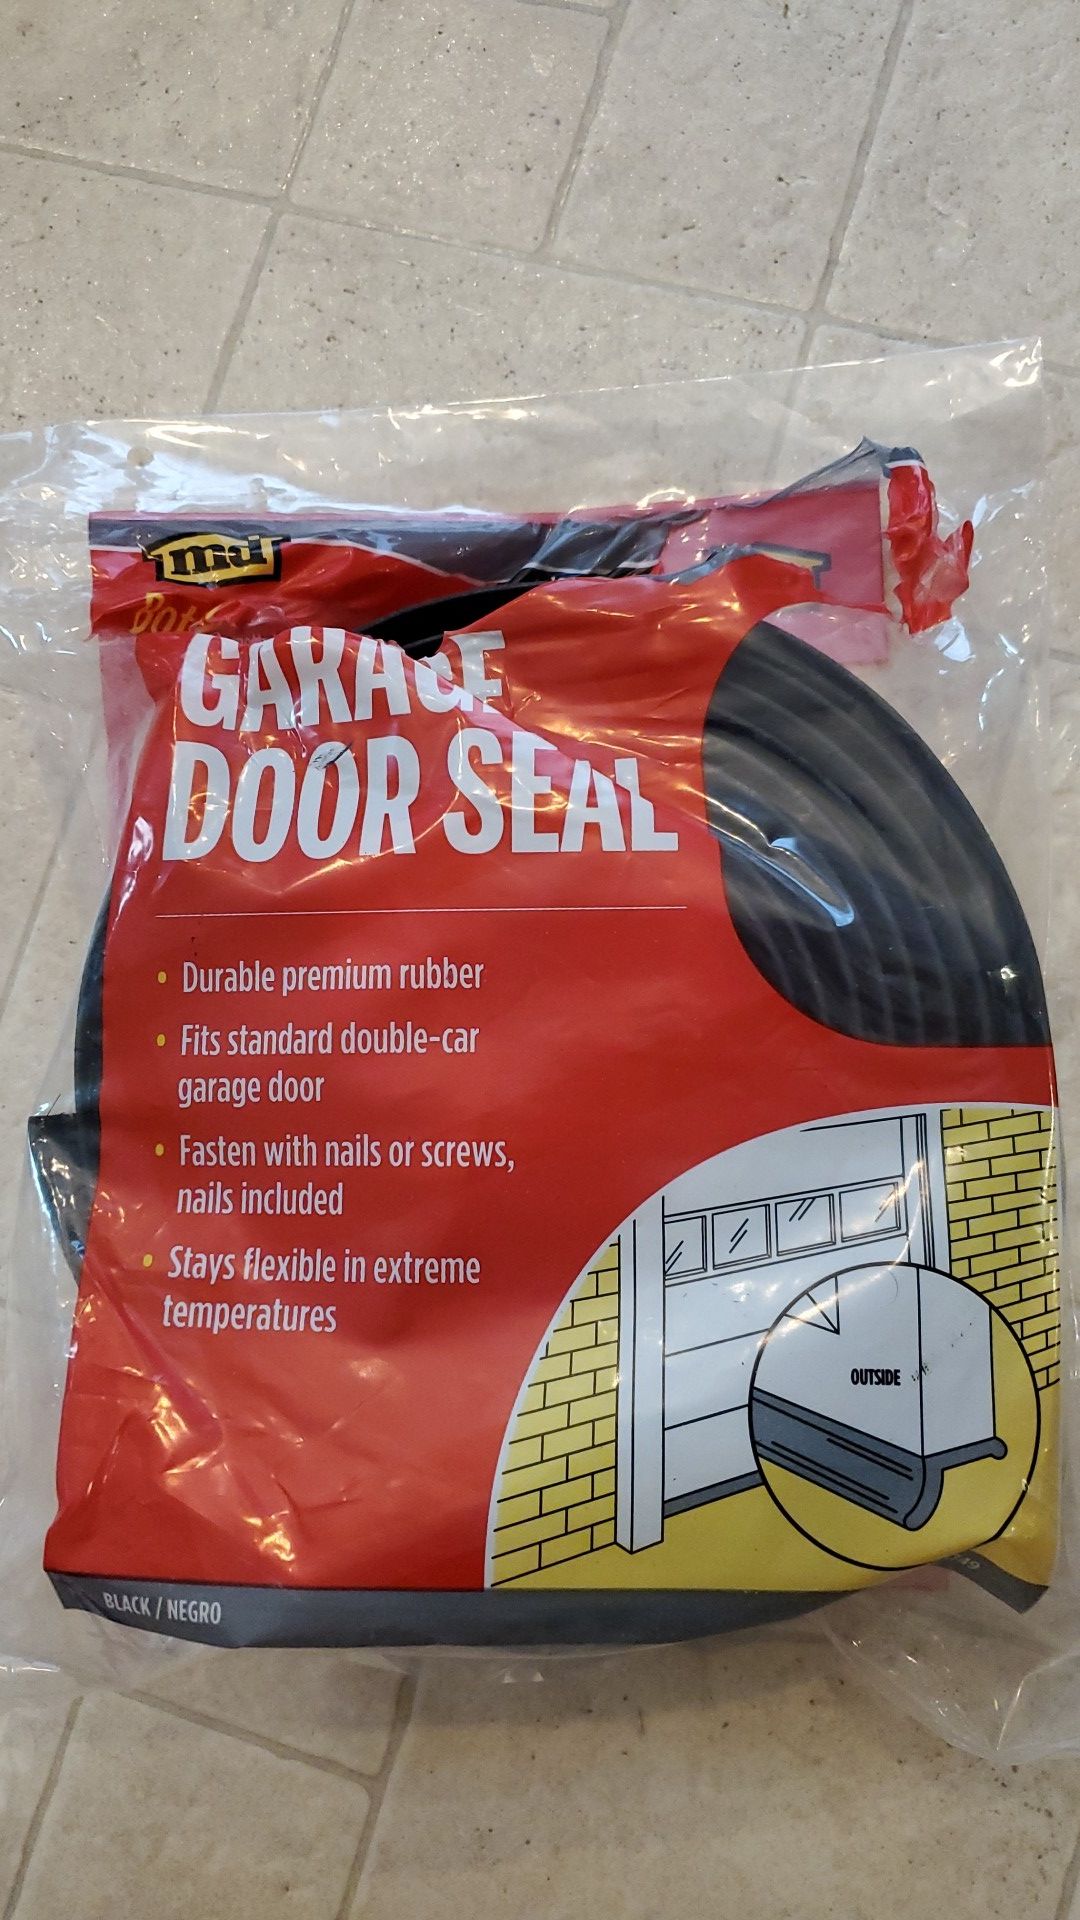 md
GARAGE
DOOR SEAL
• Durable premium rubber
• Fits standard double-car
garage door
• Fasten with nails or screws,
nails included
• Stays flexible in extreme
temperatures
OUTSIDE
BLACK / NEGRO